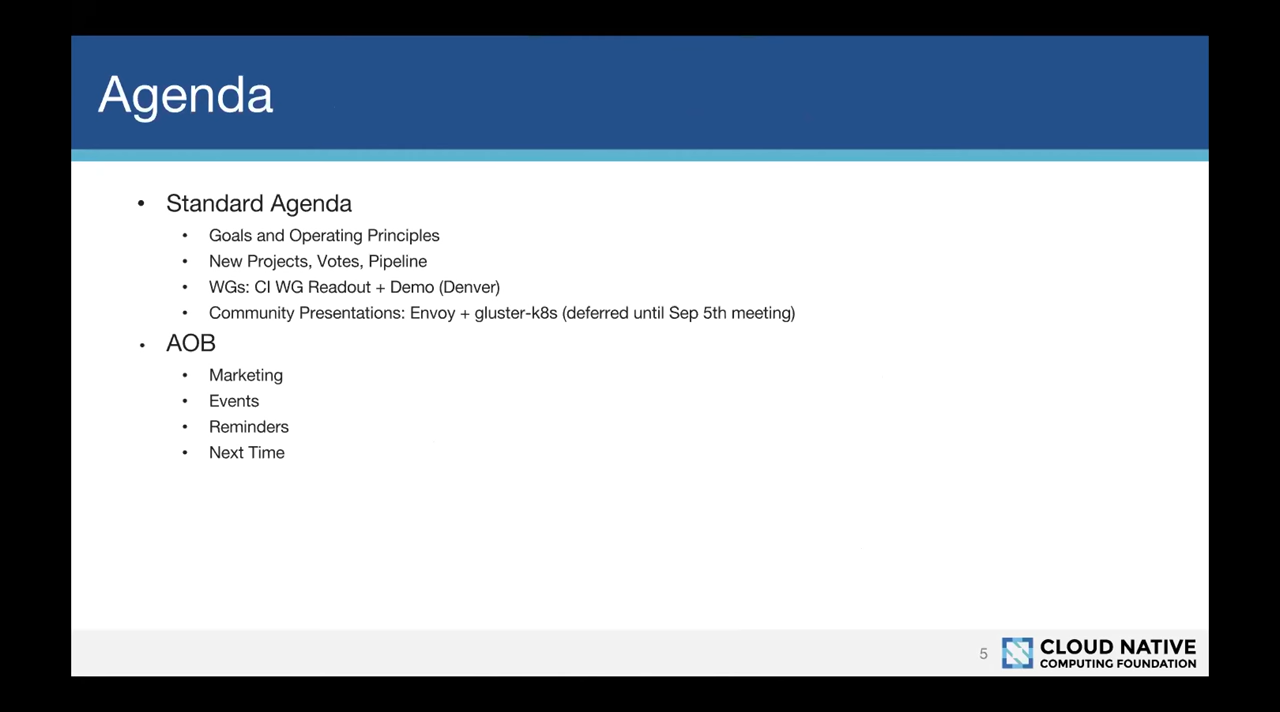 Agenda
• Standard Agenda
• Goals and Operating Principles
• New Projects, Votes, Pipeline
• WGs: CI WG Readout + Demo (Denver)
• Community Presentations: Envoy + gluster-k8s (deferred until Sep 5th meeting)
• AOB
• Marketing
• Events
• Reminders
• Next Time
5
CLOUD NATIVE
COMPUTING FOUNDATION